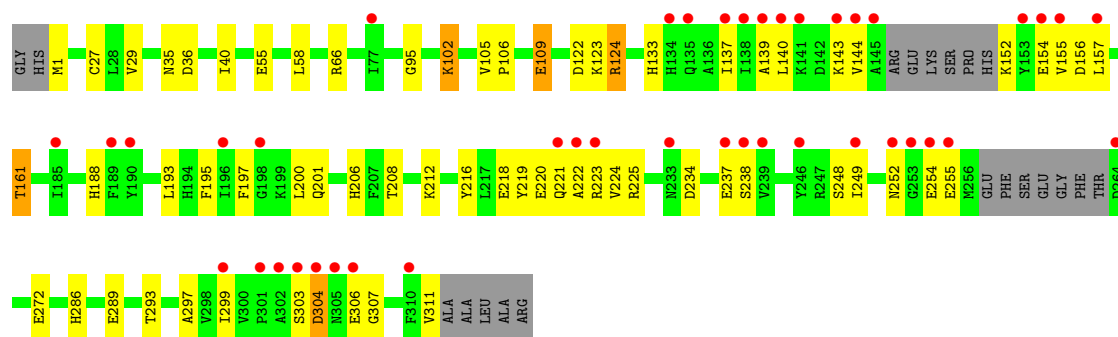 GLY HIS M1 C27 L28 V29 N35 D36 I40 E55 L58 R66 I77 G95 K102 V105 P106 E109 D122 K123 R124 H133 H134 Q135 A136 I137 I138 A139 L140 K141 D142 K143 V144 A145 ARG GLU LYS SER PRO HIS K152 Y153 E154 V155 D156 L157
T161 I185 H188 F189 Y190 L193 H194 F195 I196 F197 G198 K199 L200 Q201 H206 F207 T208 K212 Y216 L217 E218 Y219 E220 Q221 A222 R223 V224 R225 N233 D234 E237 S238 V239 Y246 R247 S248 I249 N252 G253 E254 E255 M256 GLU PHE SER GLU GLY PHE THR
E272 H286 E289 T293 A297 V298 I299 V300 P301 A302 S303 D304 N305 E306 G307 F310 V311 ALA ALA LEU ALA ARG